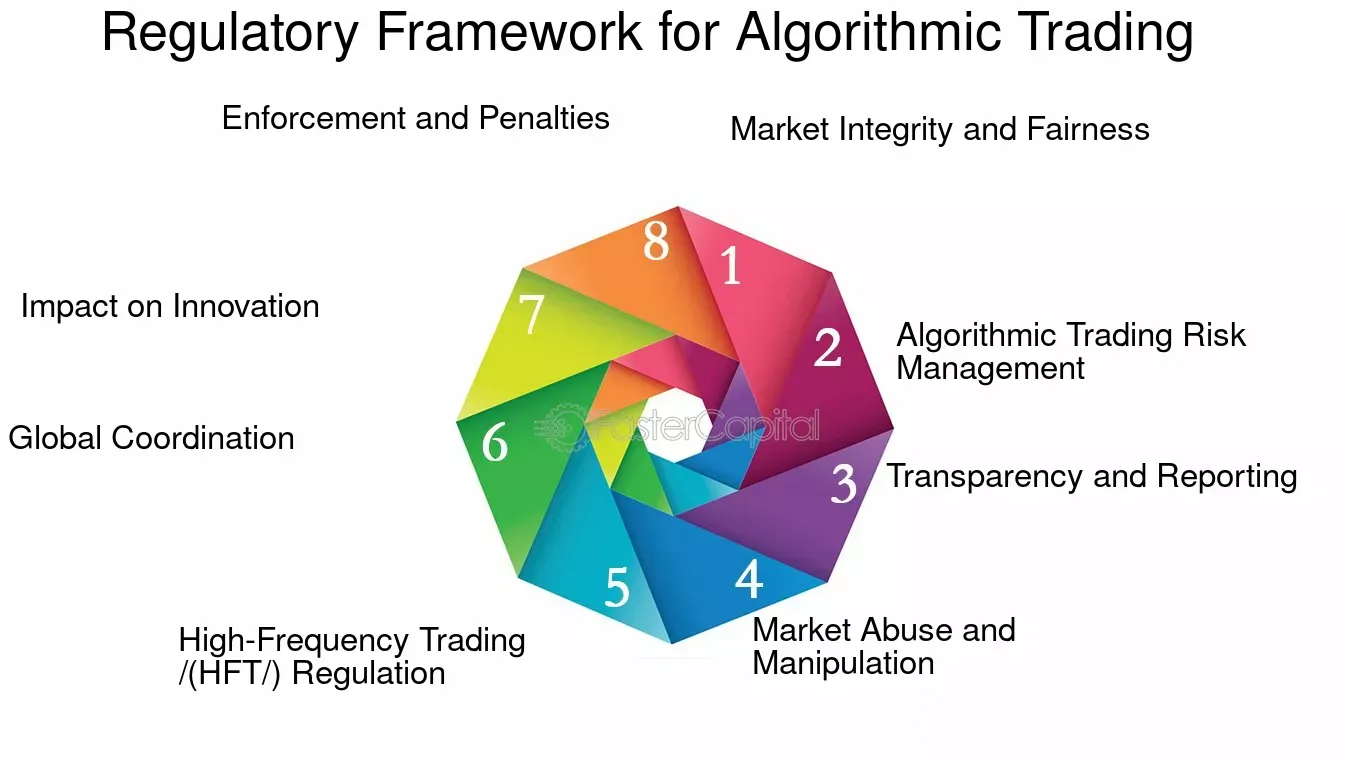 Regulatory Framework for Algorithmic Trading
Enforcement and Penalties
Market Integrity and Fairness
8
1
7
Impact on Innovation
2
Algorithmic Trading Risk
Management
FasterCapital
Global Coordination
6
3
Transparency and Reporting
5
4
High-Frequency Trading
/(HFT/) Regulation
Market Abuse and
Manipulation